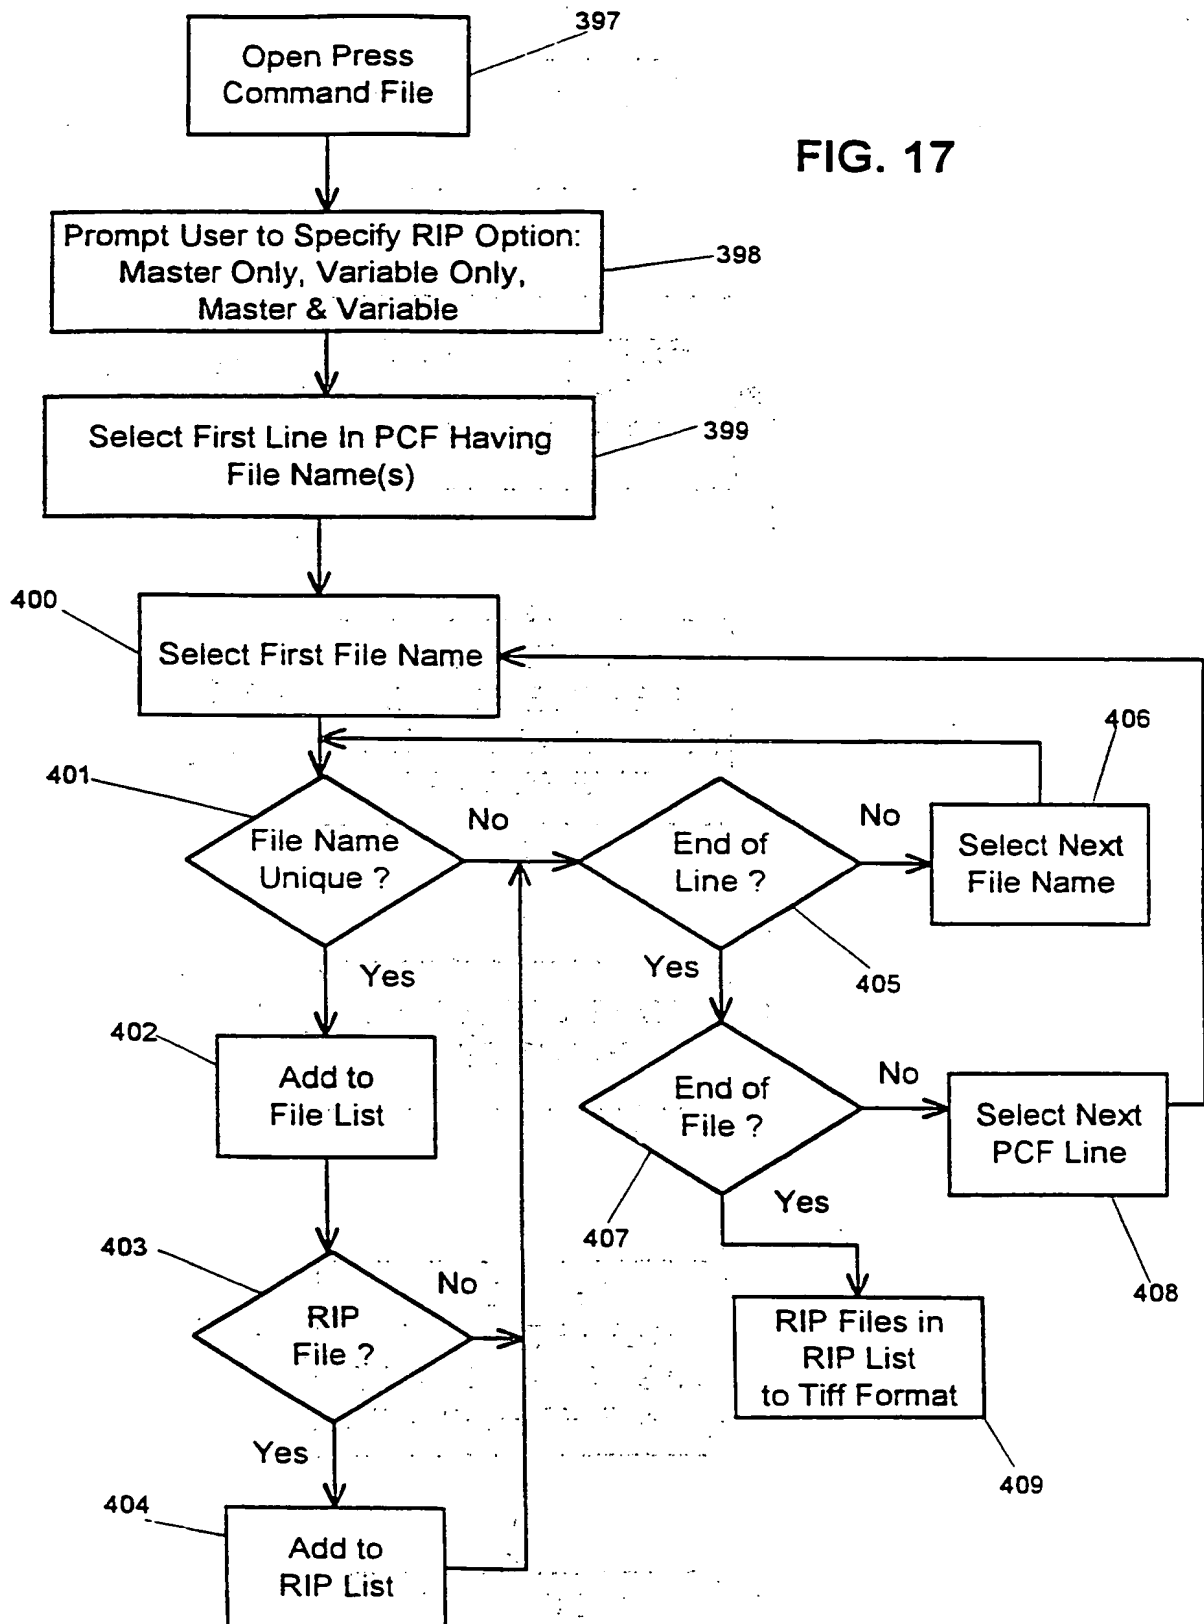 397
Open Press
Command File
FIG. 17
Prompt User to Specify RIP Option:
Master Only, Variable Only,
Master & Variable
398
Select First Line In PCF Having
File Name(s)
399
400
Select First File Name
406
401
File Name
Unique ?
No
End of
Line ?
No
Select Next
File Name
Yes
Yes
405
402
Add to
File List
End of
File ?
No
Select Next
PCF Line
403
RIP
File ?
No
407
Yes
408
RIP Files in
RIP List
to Tiff Format
Yes
409
404
Add to
RIP List